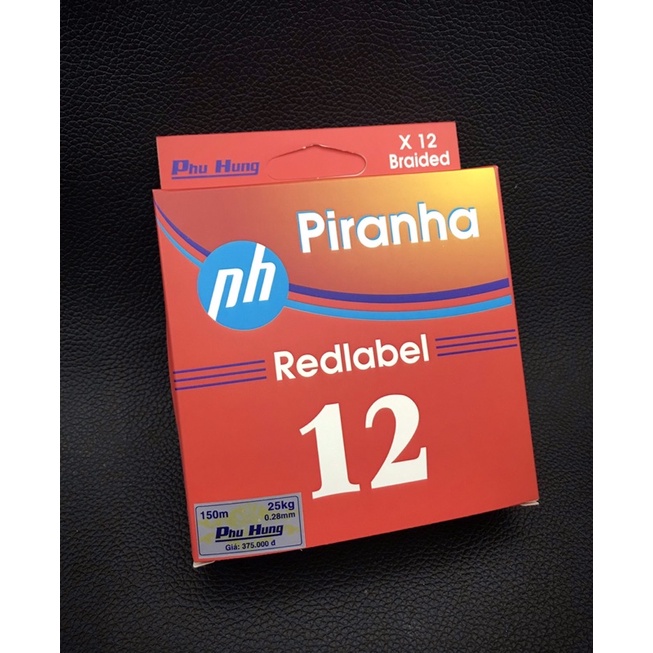 Phu Hung
X 12
Braided
Piranha
ph
Redlabel
12
150m 25kg
0.28mm
Phu Hung
Giá: 375.000 đ